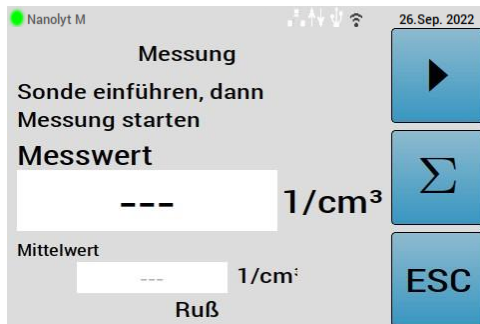 Nanolyt M
26.Sep. 2022
Messung
Sonde einführen, dann
Messung starten
Messwert
--- 1/cm³
Σ
Mittelwert
--- 1/cm³
ESC
Ruß